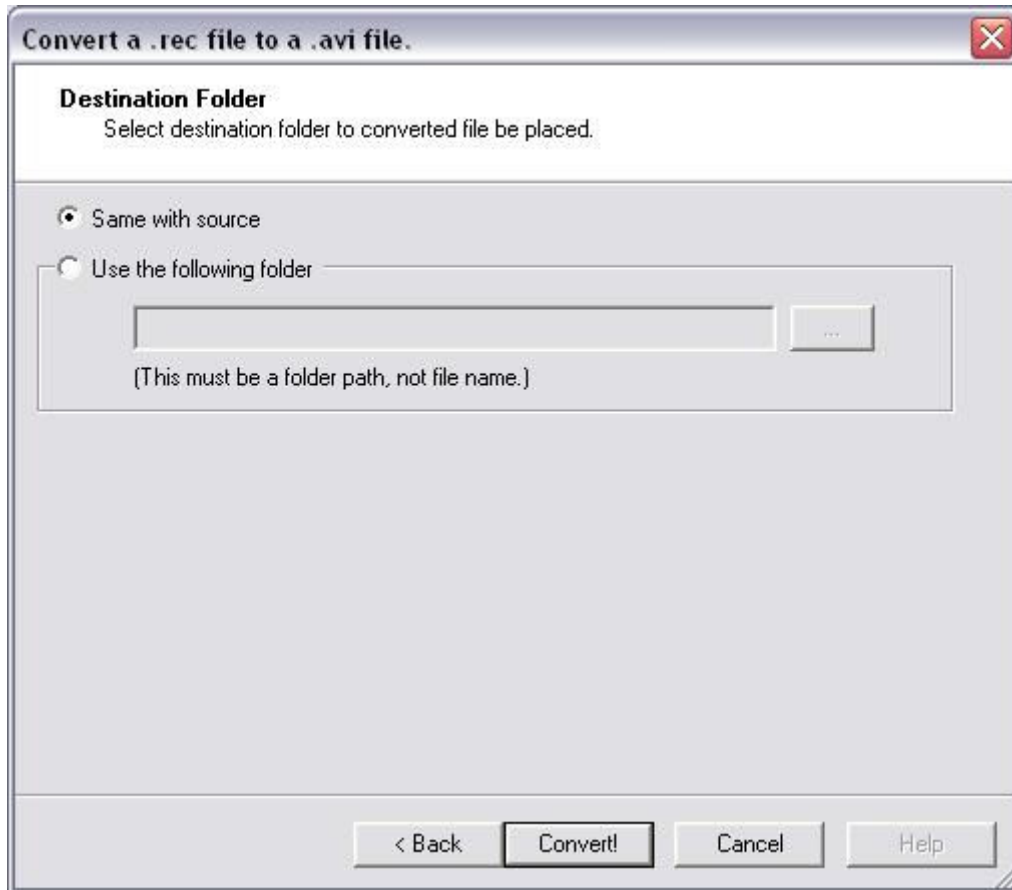 Convert a .rec file to a .avi file.
Destination Folder
Select destination folder to converted file be placed.
Same with source
Use the following folder
...
(This must be a folder path, not file name.)
< Back
Convert!
Cancel
Help